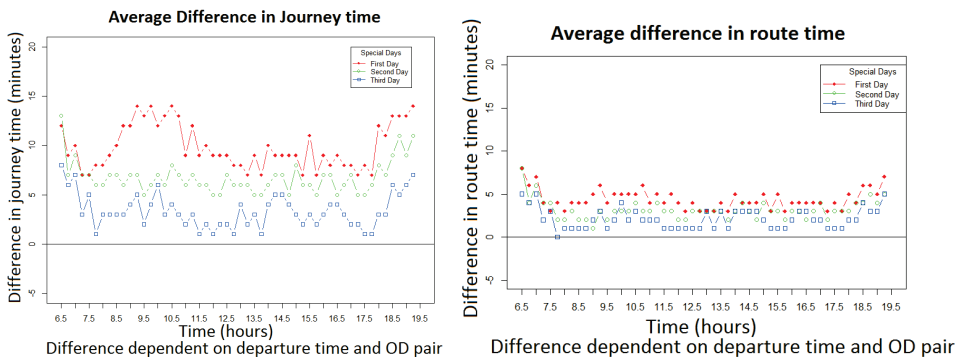 Average Difference in Journey time
Difference in journey time (minutes)
20
15
10
5
0
-5
Special Days
First Day
Second Day
Third Day
6.5 7.5 8.5 9.5 10.5 11.5 12.5 13.5 14.5 15.5 16.5 17.5 18.5 19.5
Time (hours)
Difference dependent on departure time and OD pair
Average difference in route time
Difference in route time (minutes)
20
15
10
5
0
-5
Special Days
First Day
Second Day
Third Day
6.5 7.5 8.5 9.5 10.5 11.5 12.5 13.5 14.5 15.5 16.5 17.5 18.5 19.5
Time (hours)
Difference dependent on departure time and OD pair